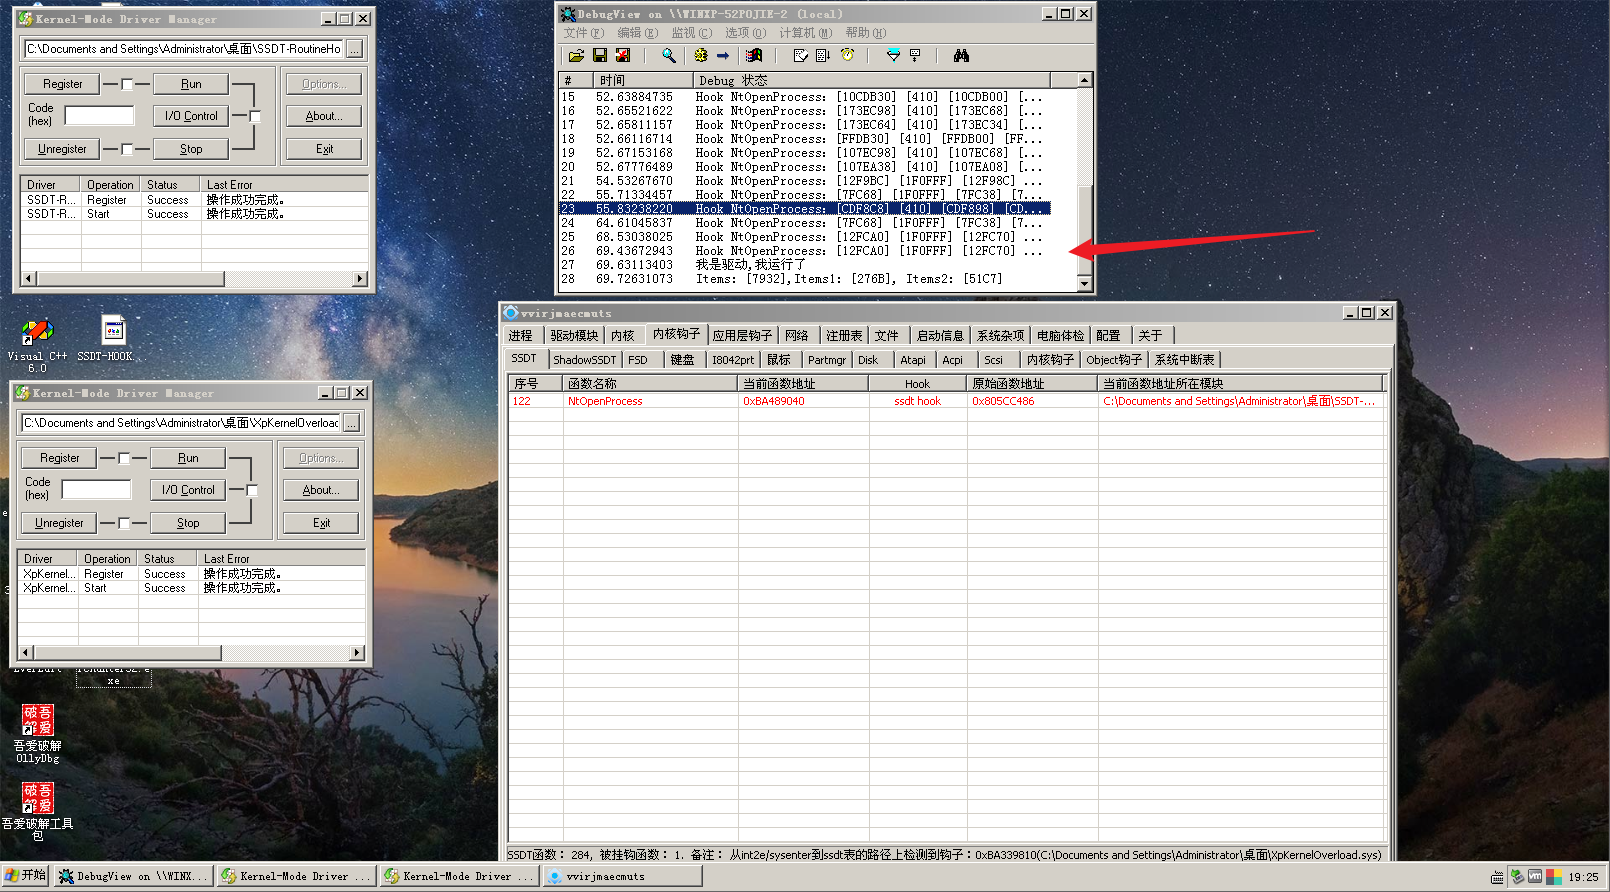 Kernel-Mode Driver Manager
C:\Documents and Settings\Administrator\桌面\SSDT-RoutineHo
...
Register
Run
Options...
Code
(hex)
I/O Control
About...
Unregister
Stop
Exit
Driver Operation Status Last Error
SSDT-R... Register Success 操作成功完成。
SSDT-R... Start Success 操作成功完成。
DebugView on \\WINXP-52POJIE-2 (local)
文件(F) 编辑(E) 监视(C) 选项(O) 计算机(M) 帮助(H)
# 时间 Debug 状态
15 52.63884735 Hook NtOpenProcess: [10CDB30] [410] [10CDB00] [...
16 52.65521622 Hook NtOpenProcess: [173EC98] [410] [173EC68] [...
17 52.65811157 Hook NtOpenProcess: [173EC64] [410] [173EC34] [...
18 52.66116714 Hook NtOpenProcess: [FFDB30] [410] [FFDB00] [FF...
19 52.67153168 Hook NtOpenProcess: [107EC98] [410] [107EC68] [...
20 52.67776489 Hook NtOpenProcess: [107EA38] [410] [107EA08] [...
21 54.53267670 Hook NtOpenProcess: [12F9BC] [1F0FFF] [12F98C] ...
22 55.71334457 Hook NtOpenProcess: [7FC68] [1F0FFF] [7FC38] [7...
23 55.83238220 Hook NtOpenProcess: [CDF8C8] [410] [CDF898] [CD...
24 64.61045837 Hook NtOpenProcess: [7FC68] [1F0FFF] [7FC38] [7...
25 68.53038025 Hook NtOpenProcess: [12FCA0] [1F0FFF] [12FC70] ...
26 69.43672943 Hook NtOpenProcess: [12FCA0] [1F0FFF] [12FC70] ...
27 69.63113403 我是驱动,我运行了
28 69.72631073 Items: [7932],Items1: [276B], Items2: [51C7]
Visual C++
6.0
SSDT-HOOK...
Kernel-Mode Driver Manager
C:\Documents and Settings\Administrator\桌面\XpKernelOverload
...
Register
Run
Options...
Code
(hex)
I/O Control
About...
Unregister
Stop
Exit
Driver Operation Status Last Error
XpKernel... Register Success 操作成功完成。
XpKernel... Start Success 操作成功完成。
xe
吾爱破解
吾爱破解
OllyDbg
吾爱破解
吾爱破解工具
包
vvirjmaecmuts
进程 驱动模块 内核 内核钩子 应用层钩子 网络 注册表 文件 启动信息 系统杂项 电脑体检 配置 关于
SSDT ShadowSSDT FSD 键盘 I8042prt 鼠标 Partmgr Disk Atapi Acpi Scsi 内核钩子 Object钩子 系统中断表
序号 函数名称 当前函数地址 Hook 原始函数地址 当前函数地址所在模块
122 NtOpenProcess 0xBA489040 ssdt hook 0x805CC486 C:\Documents and Settings\Administrator\桌面\SSDT-...
SSDT函数: 284, 被挂钩函数: 1. 备注: 从int2e/sysenter到ssdt表的路径上检测到钩子:0xBA339810(C:\Documents and Settings\Administrator\桌面\XpKernelOverload.sys)
开始
DebugView on \\WINX...
Kernel-Mode Driver ...
Kernel-Mode Driver ...
vvirjmaecmuts
19:25